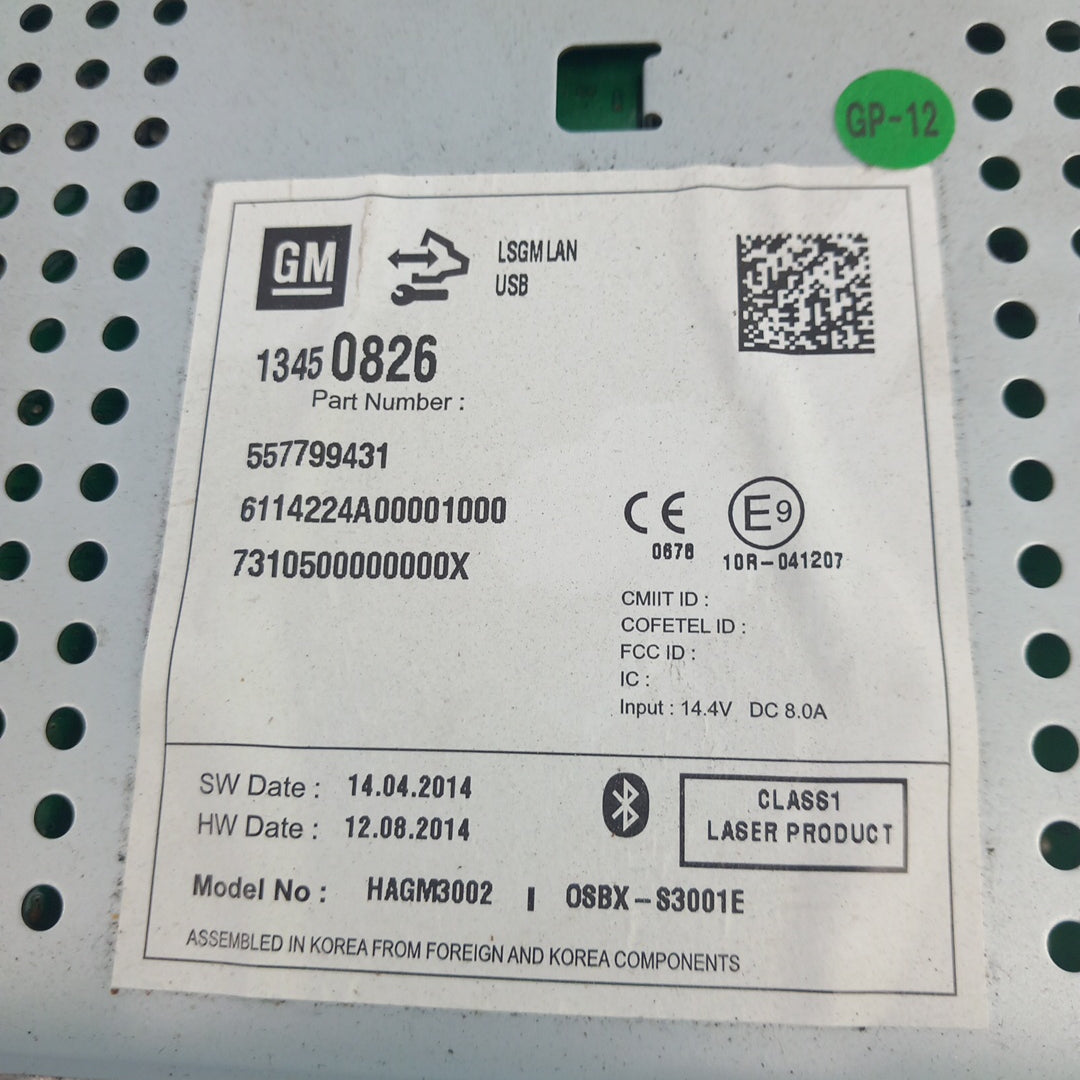 GP-12
GM
LSGMLAN
USB
1345 0826
Part Number :
557799431
6114224A00001000
7310500000000X
CE
0678
E9
10R-041207
CMIIT ID :
COFETEL ID :
FCC ID :
IC :
Input : 14.4V DC 8.0A
SW Date : 14.04.2014
HW Date : 12.08.2014
CLASS1
LASER PRODUCT
Model No : HAGM3002 | OSBX-S3001E
ASSEMBLED IN KOREA FROM FOREIGN AND KOREA COMPONENTS